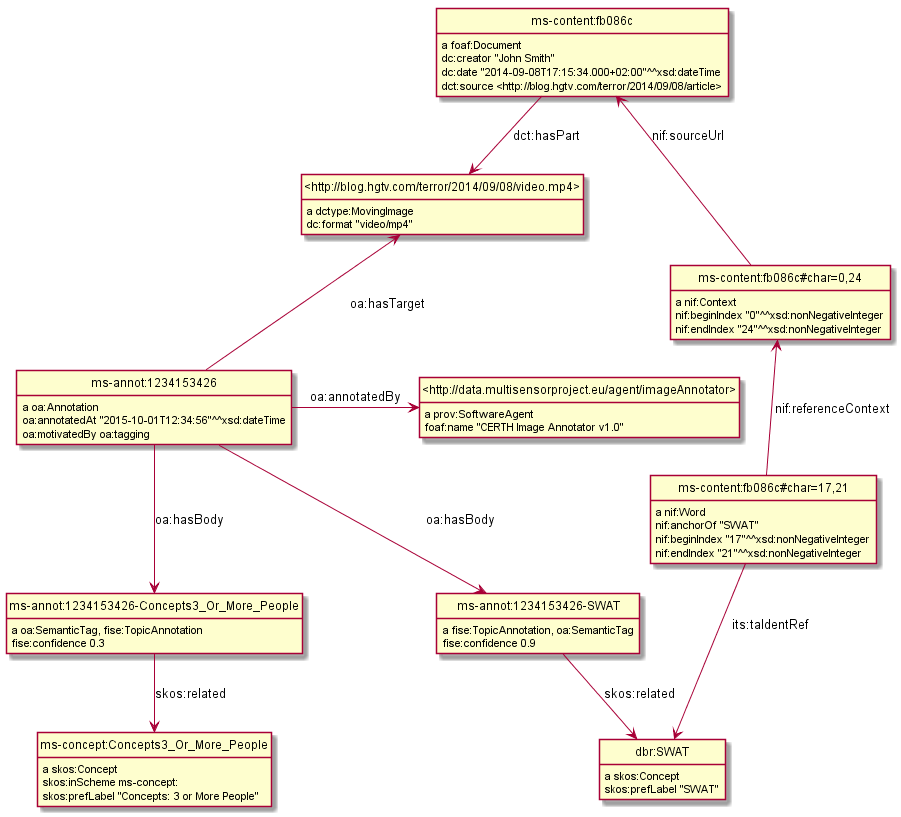 ms-content:fb086c
a foaf:Document
dc:creator "John Smith"
dc:date "2014-09-08T17:15:34.000+02:00"^^xsd:dateTime
dct:source <http://blog.hgtv.com/terror/2014/09/08/article>
dct:hasPart
nif:sourceUrl
<http://blog.hgtv.com/terror/2014/09/08/video.mp4>
a dctype:MovingImage
dc:format "video/mp4"
ms-content:fb086c#char=0,24
a nif:Context
nif:beginIndex "0"^^xsd:nonNegativeInteger
nif:endIndex "24"^^xsd:nonNegativeInteger
oa:hasTarget
ms-annot:1234153426
a oa:Annotation
oa:annotatedAt "2015-10-01T12:34:56"^^xsd:dateTime
oa:motivatedBy oa:tagging
oa:annotatedBy
<http://data.multisensorproject.eu/agent/imageAnnotator>
a prov:SoftwareAgent
foaf:name "CERTH Image Annotator v1.0"
nif:referenceContext
ms-content:fb086c#char=17,21
a nif:Word
nif:anchorOf "SWAT"
nif:beginIndex "17"^^xsd:nonNegativeInteger
nif:endIndex "21"^^xsd:nonNegativeInteger
oa:hasBody
oa:hasBody
ms-annot:1234153426-Concepts3_Or_More_People
a oa:SemanticTag, fise:TopicAnnotation
fise:confidence 0.3
ms-annot:1234153426-SWAT
a fise:TopicAnnotation, oa:SemanticTag
fise:confidence 0.9
its:taIdentRef
skos:related
skos:related
ms-concept:Concepts3_Or_More_People
a skos:Concept
skos:inScheme ms-concept:
skos:prefLabel "Concepts: 3 or More People"
dbr:SWAT
a skos:Concept
skos:prefLabel "SWAT"